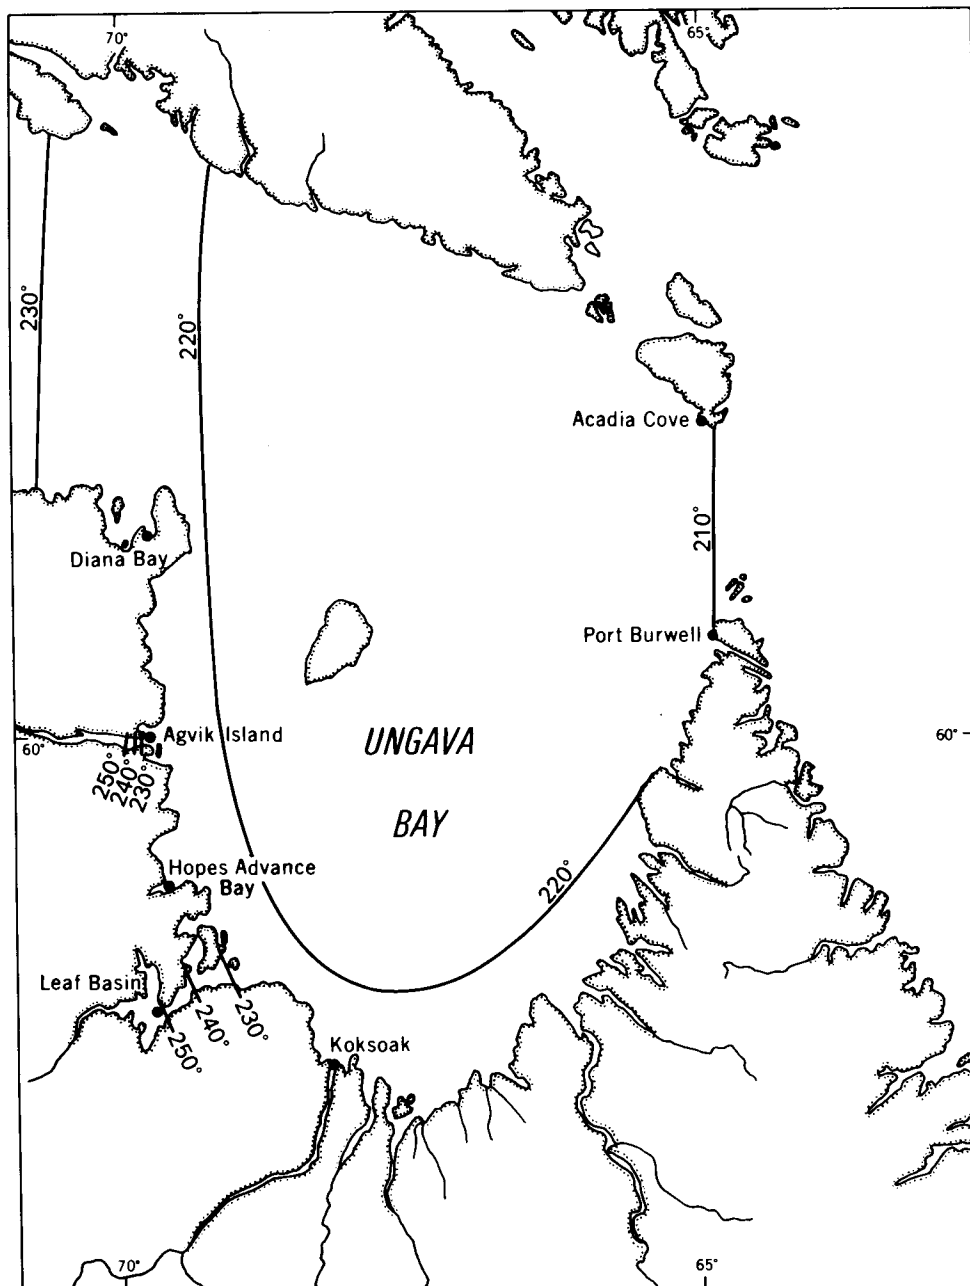 70°
65°
230°
220°
Acadia Cove
210°
Diana Bay
Port Burwell
Agvik Island
60°
60°
UNGAVA
BAY
250°
240°
230°
Hopes Advance
Bay
220°
Leaf Basin
230°
240°
250°
Koksoak
70°
65°